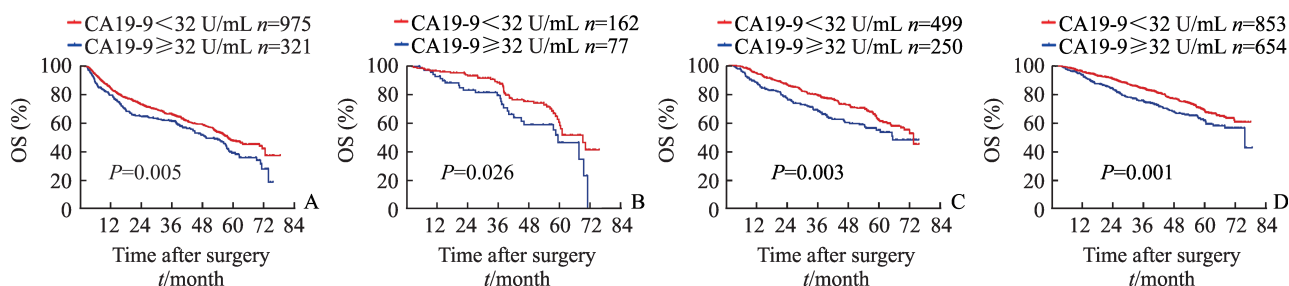 CA19-9<32 U/mL n=975
CA19-9≥32 U/mL n=321
100
80
60
40
20
0
OS (%)
P=0.005
A
12 24 36 48 60 72 84
Time after surgery
t/month
CA19-9<32 U/mL n=162
CA19-9≥32 U/mL n=77
100
80
60
40
20
0
OS (%)
P=0.026
B
12 24 36 48 60 72 84
Time after surgery
t/month
CA19-9<32 U/mL n=499
CA19-9≥32 U/mL n=250
100
80
60
40
20
0
OS (%)
P=0.003
C
12 24 36 48 60 72 84
Time after surgery
t/month
CA19-9<32 U/mL n=853
CA19-9≥32 U/mL n=654
100
80
60
40
20
0
OS (%)
P=0.001
D
12 24 36 48 60 72 84
Time after surgery
t/month